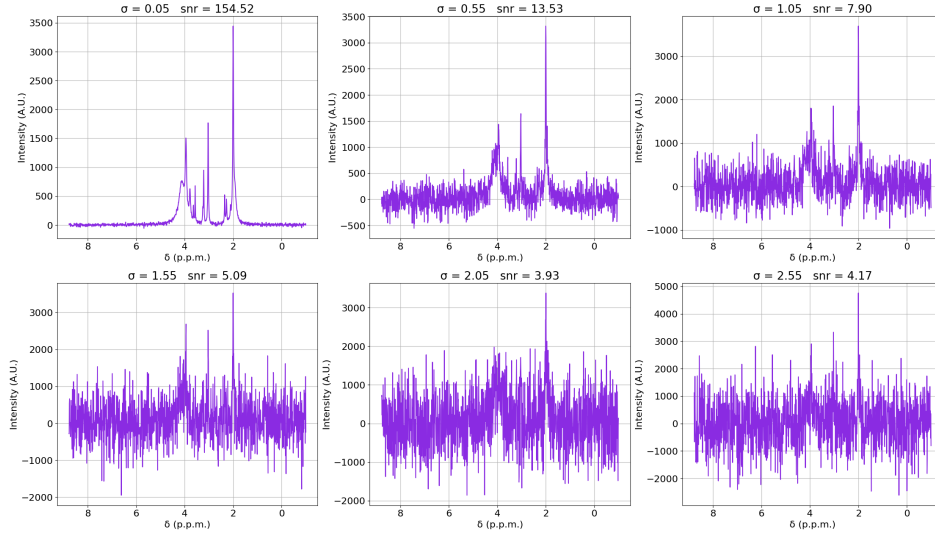 σ = 0.05   snr = 154.52
3500
3000
2500
2000
1500
1000
500
0
Intensity (A.U.)
8 6 4 2 0
δ (p.p.m.)
σ = 0.55   snr = 13.53
3500
3000
2500
2000
1500
1000
500
0
−500
Intensity (A.U.)
8 6 4 2 0
δ (p.p.m.)
σ = 1.05   snr = 7.90
3000
2000
1000
0
−1000
Intensity (A.U.)
8 6 4 2 0
δ (p.p.m.)
σ = 1.55   snr = 5.09
3000
2000
1000
0
−1000
−2000
Intensity (A.U.)
8 6 4 2 0
δ (p.p.m.)
σ = 2.05   snr = 3.93
3000
2000
1000
0
−1000
−2000
Intensity (A.U.)
8 6 4 2 0
δ (p.p.m.)
σ = 2.55   snr = 4.17
5000
4000
3000
2000
1000
0
−1000
−2000
Intensity (A.U.)
8 6 4 2 0
δ (p.p.m.)